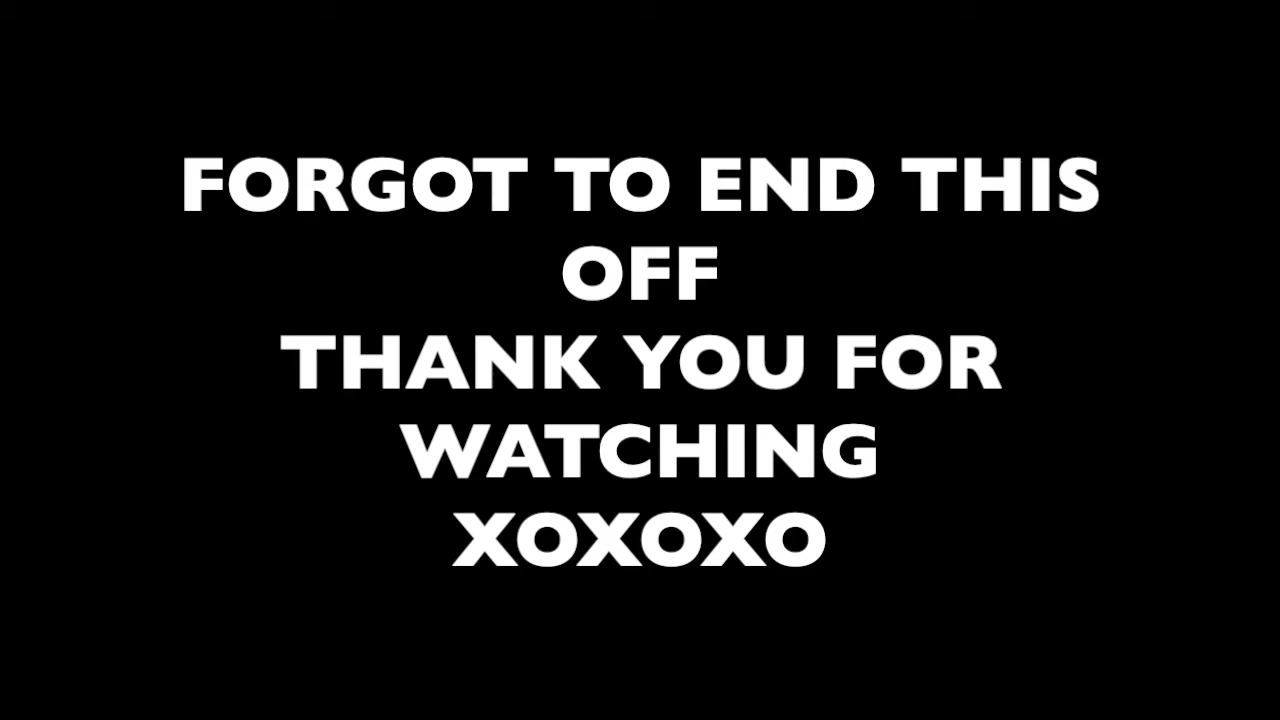 FORGOT TO END THIS
OFF
THANK YOU FOR
WATCHING
XOXOXO